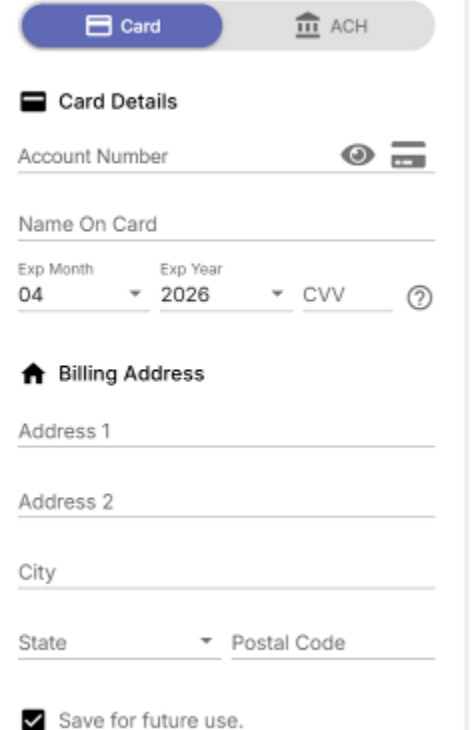 Card ACH
Card Details
Account Number
Name On Card
Exp Month Exp Year
04 2026 CVV ?
Billing Address
Address 1
Address 2
City
State Postal Code
Save for future use.